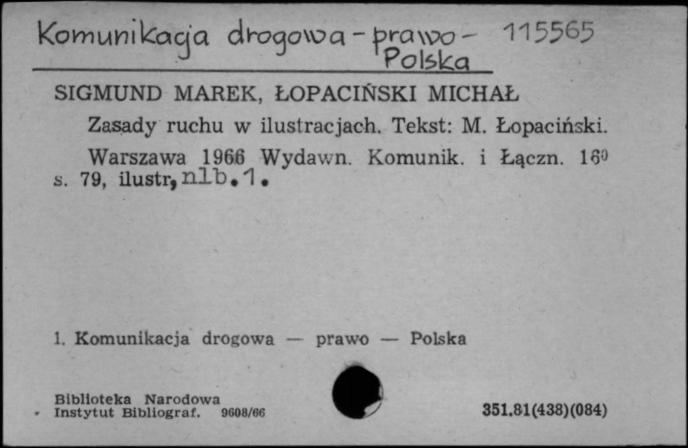 Komunikacja drogowa - prawo - 115565
Polska
SIGMUND MAREK, ŁOPACIŃSKI MICHAŁ
Zasady ruchu w ilustracjach. Tekst: M. Łopaciński.
Warszawa 1966 Wydawn. Komunik. i Łączn. 16⁰
s. 79, ilustr, nlb.1.
1. Komunikacja drogowa — prawo — Polska
Biblioteka Narodowa
Instytut Bibliograf. 9608/66
351.81(438)(084)